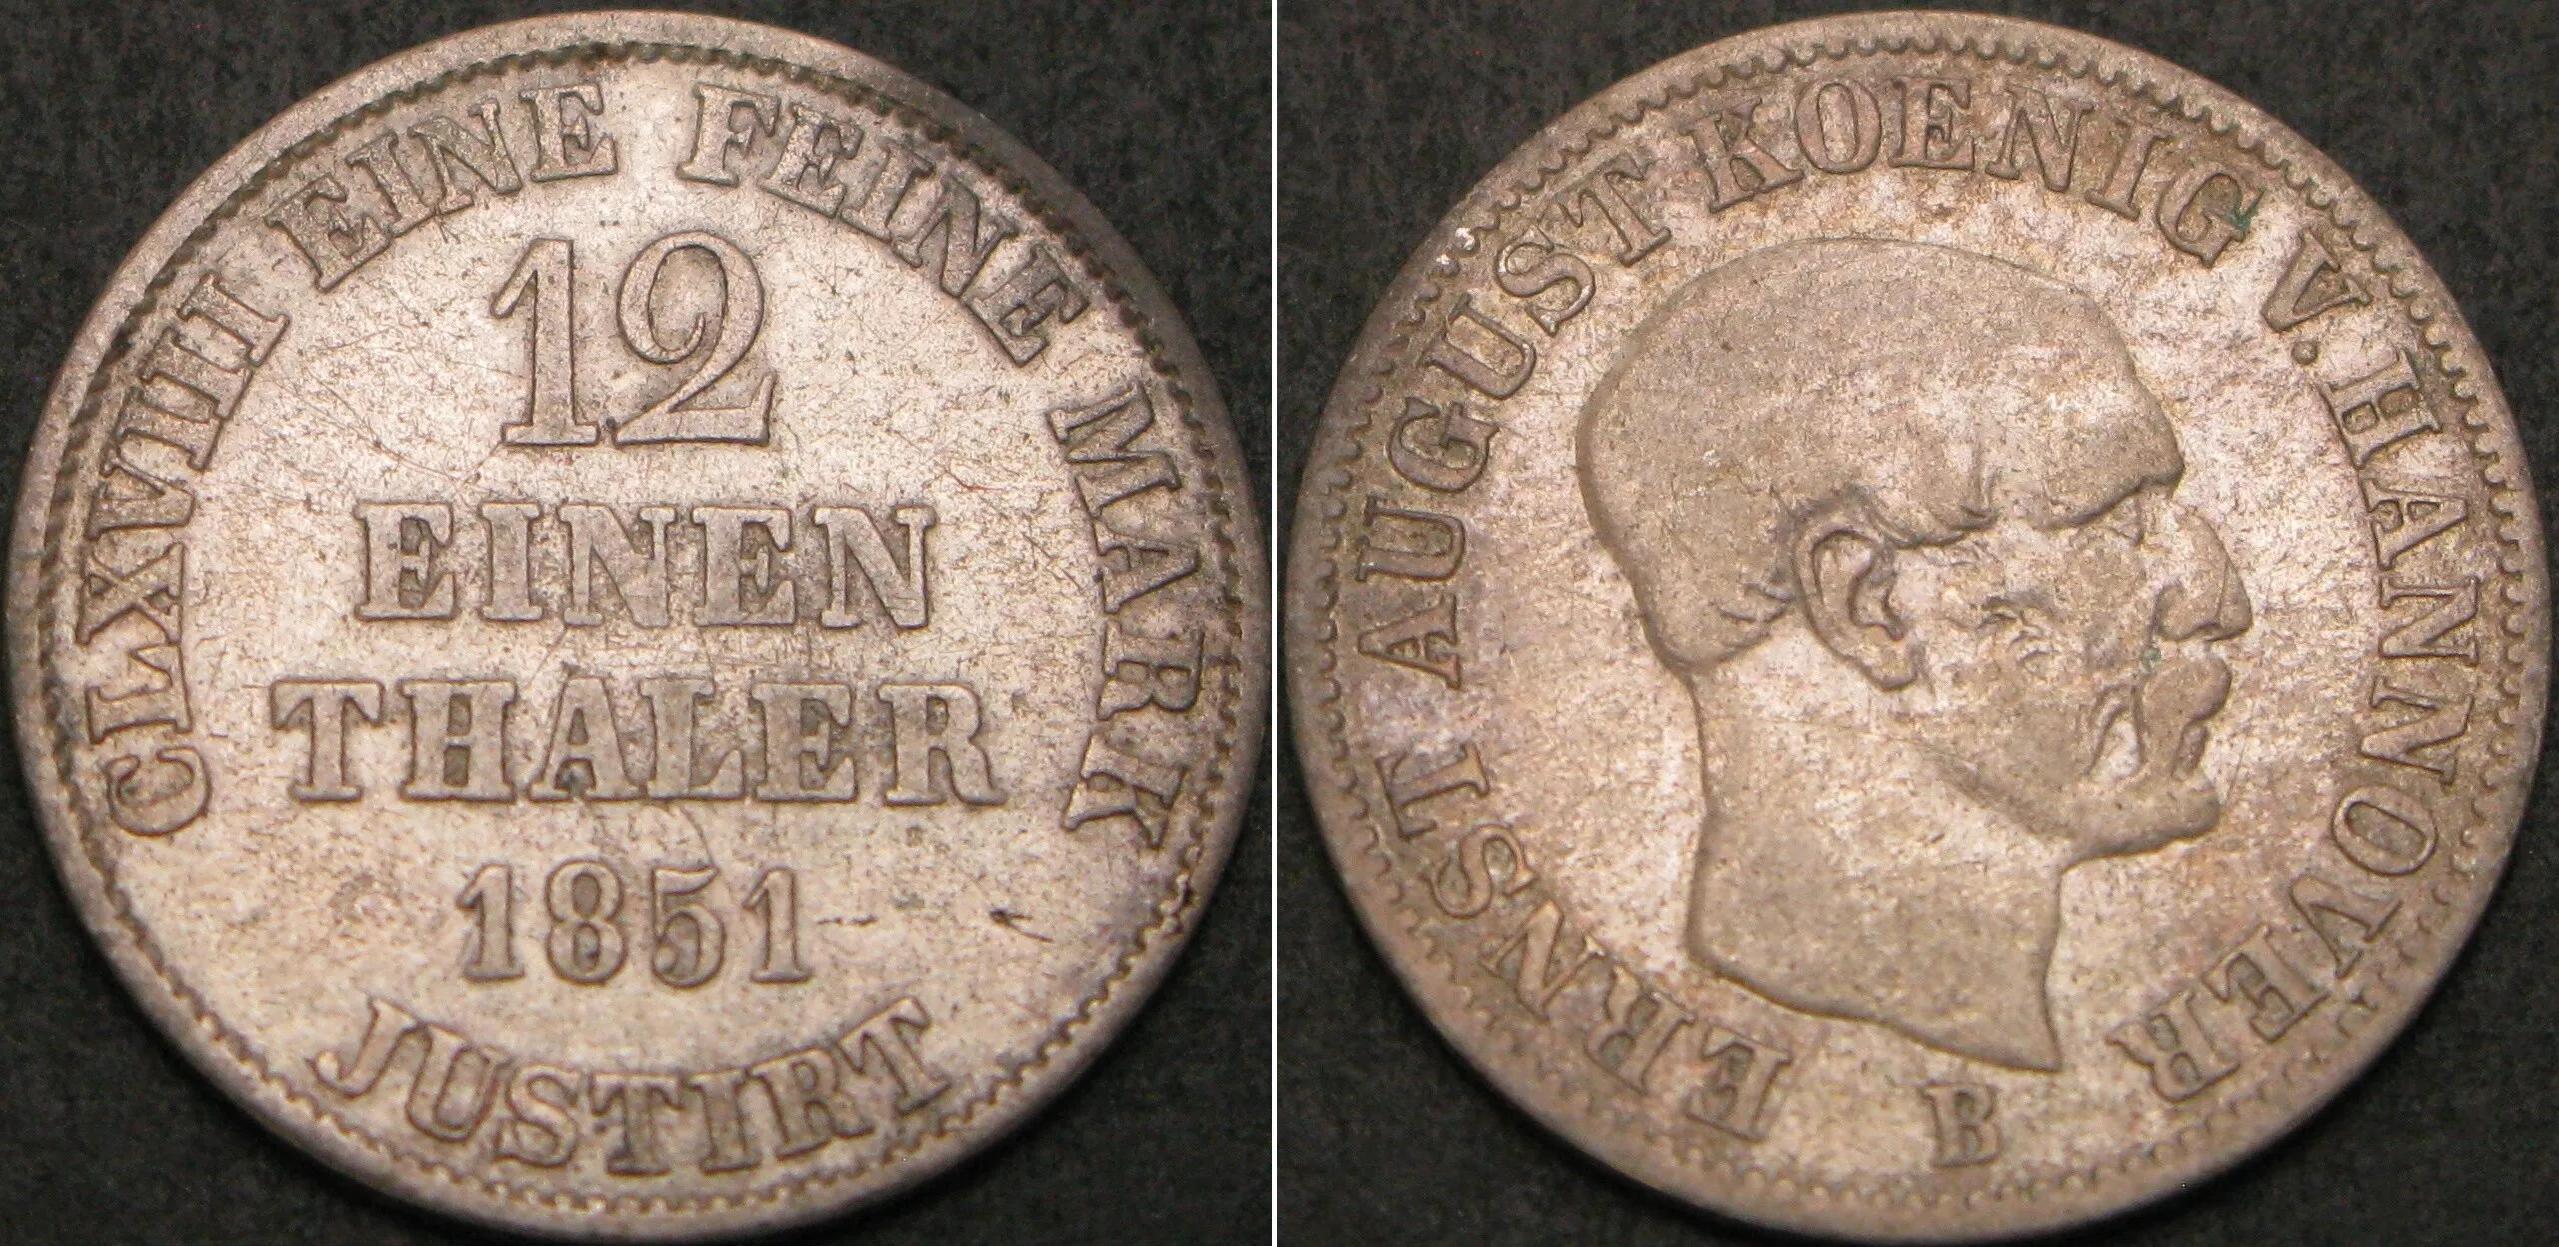 CLXVIII EINE FEINE MARK
12
EINEN
THALER
1851
JUSTIRT
ERNST AUGUST KOENIG V. HANNOVER
B